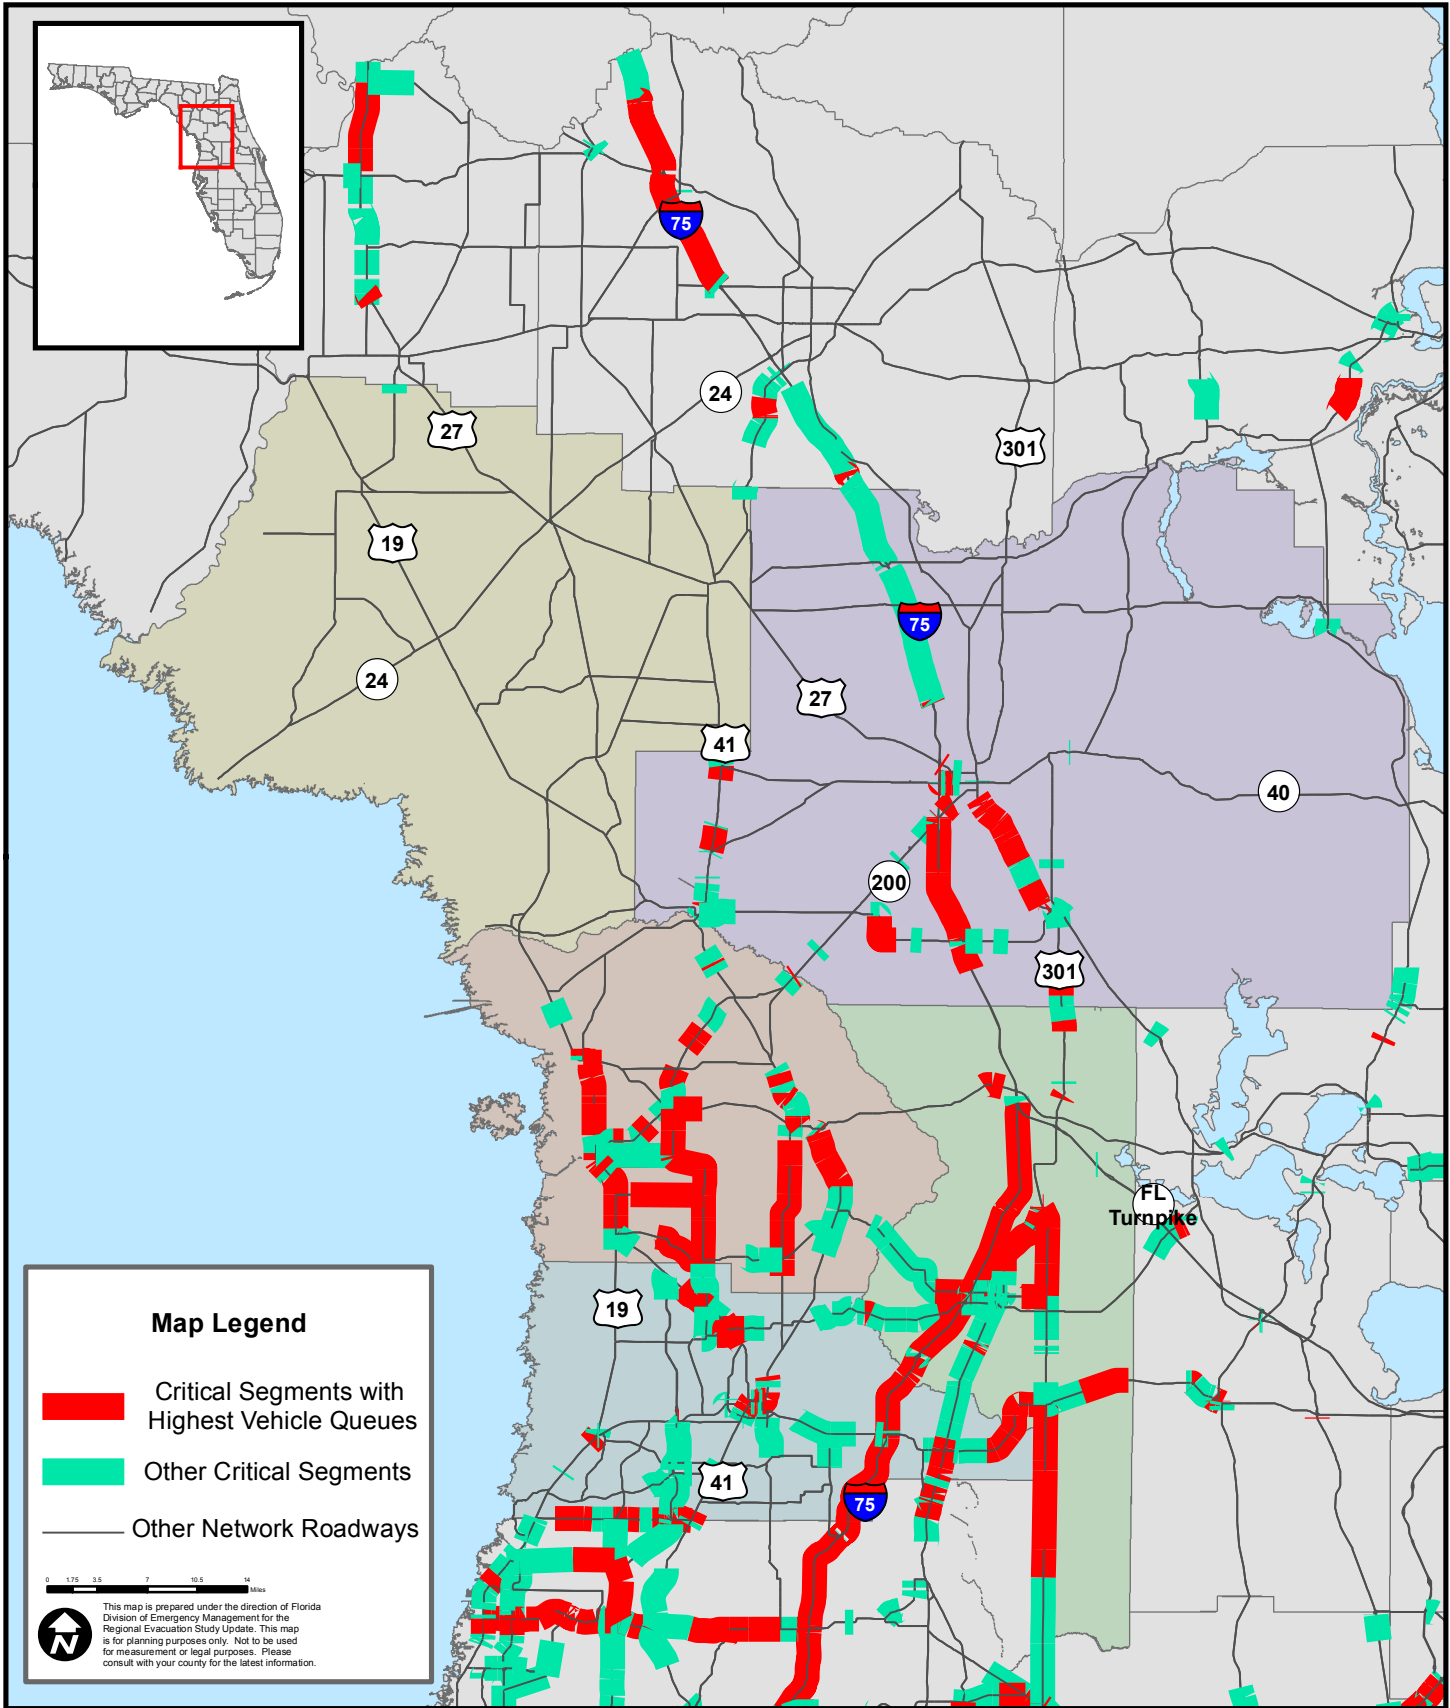 75
24
27
301
19
75
24
27
41
40
200
301
FL
Turnpike
19
41
75
Map Legend
Critical Segments with
Highest Vehicle Queues
Other Critical Segments
Other Network Roadways
0 1.75 3.5 7 10.5 14
Miles
This map is prepared under the direction of Florida
Division of Emergency Management for the
Regional Evacuation Study Update. This map
is for planning purposes only. Not to be used
for measurement or legal purposes. Please
consult with your county for the latest information.
N